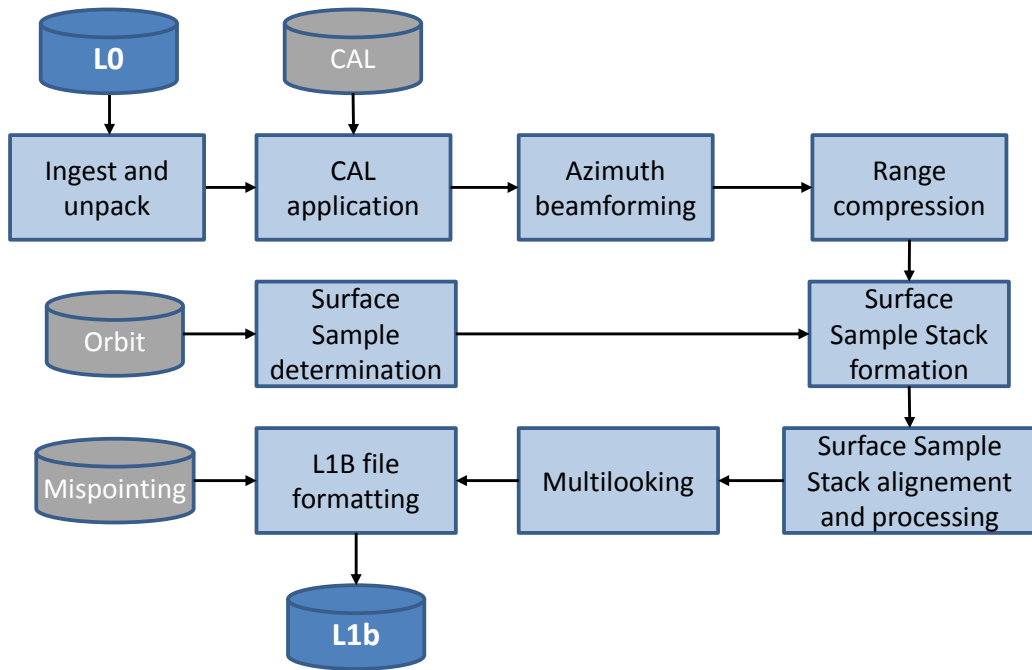 L0
CAL
Ingest and
unpack
CAL
application
Azimuth
beamforming
Range
compression
Orbit
Surface
Sample
determination
Surface
Sample Stack
formation
Mispointing
L1B file
formatting
Multilooking
Surface Sample
Stack alignement
and processing
L1b